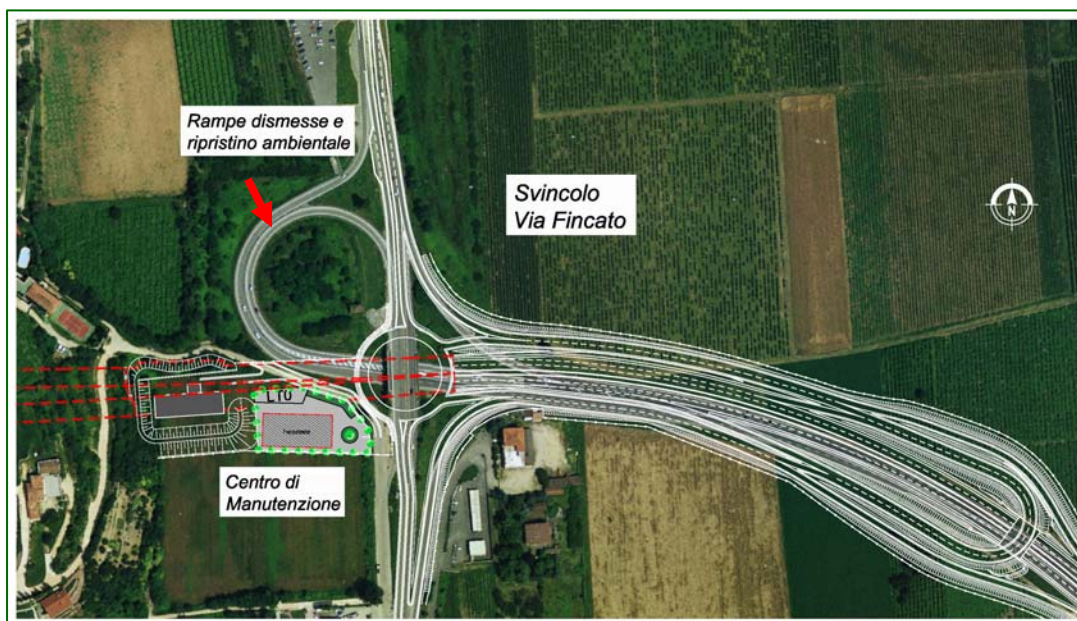 Rampe dismesse e
ripristino ambientale
Svincolo
Via Fincato
N
Centro di
Manutenzione